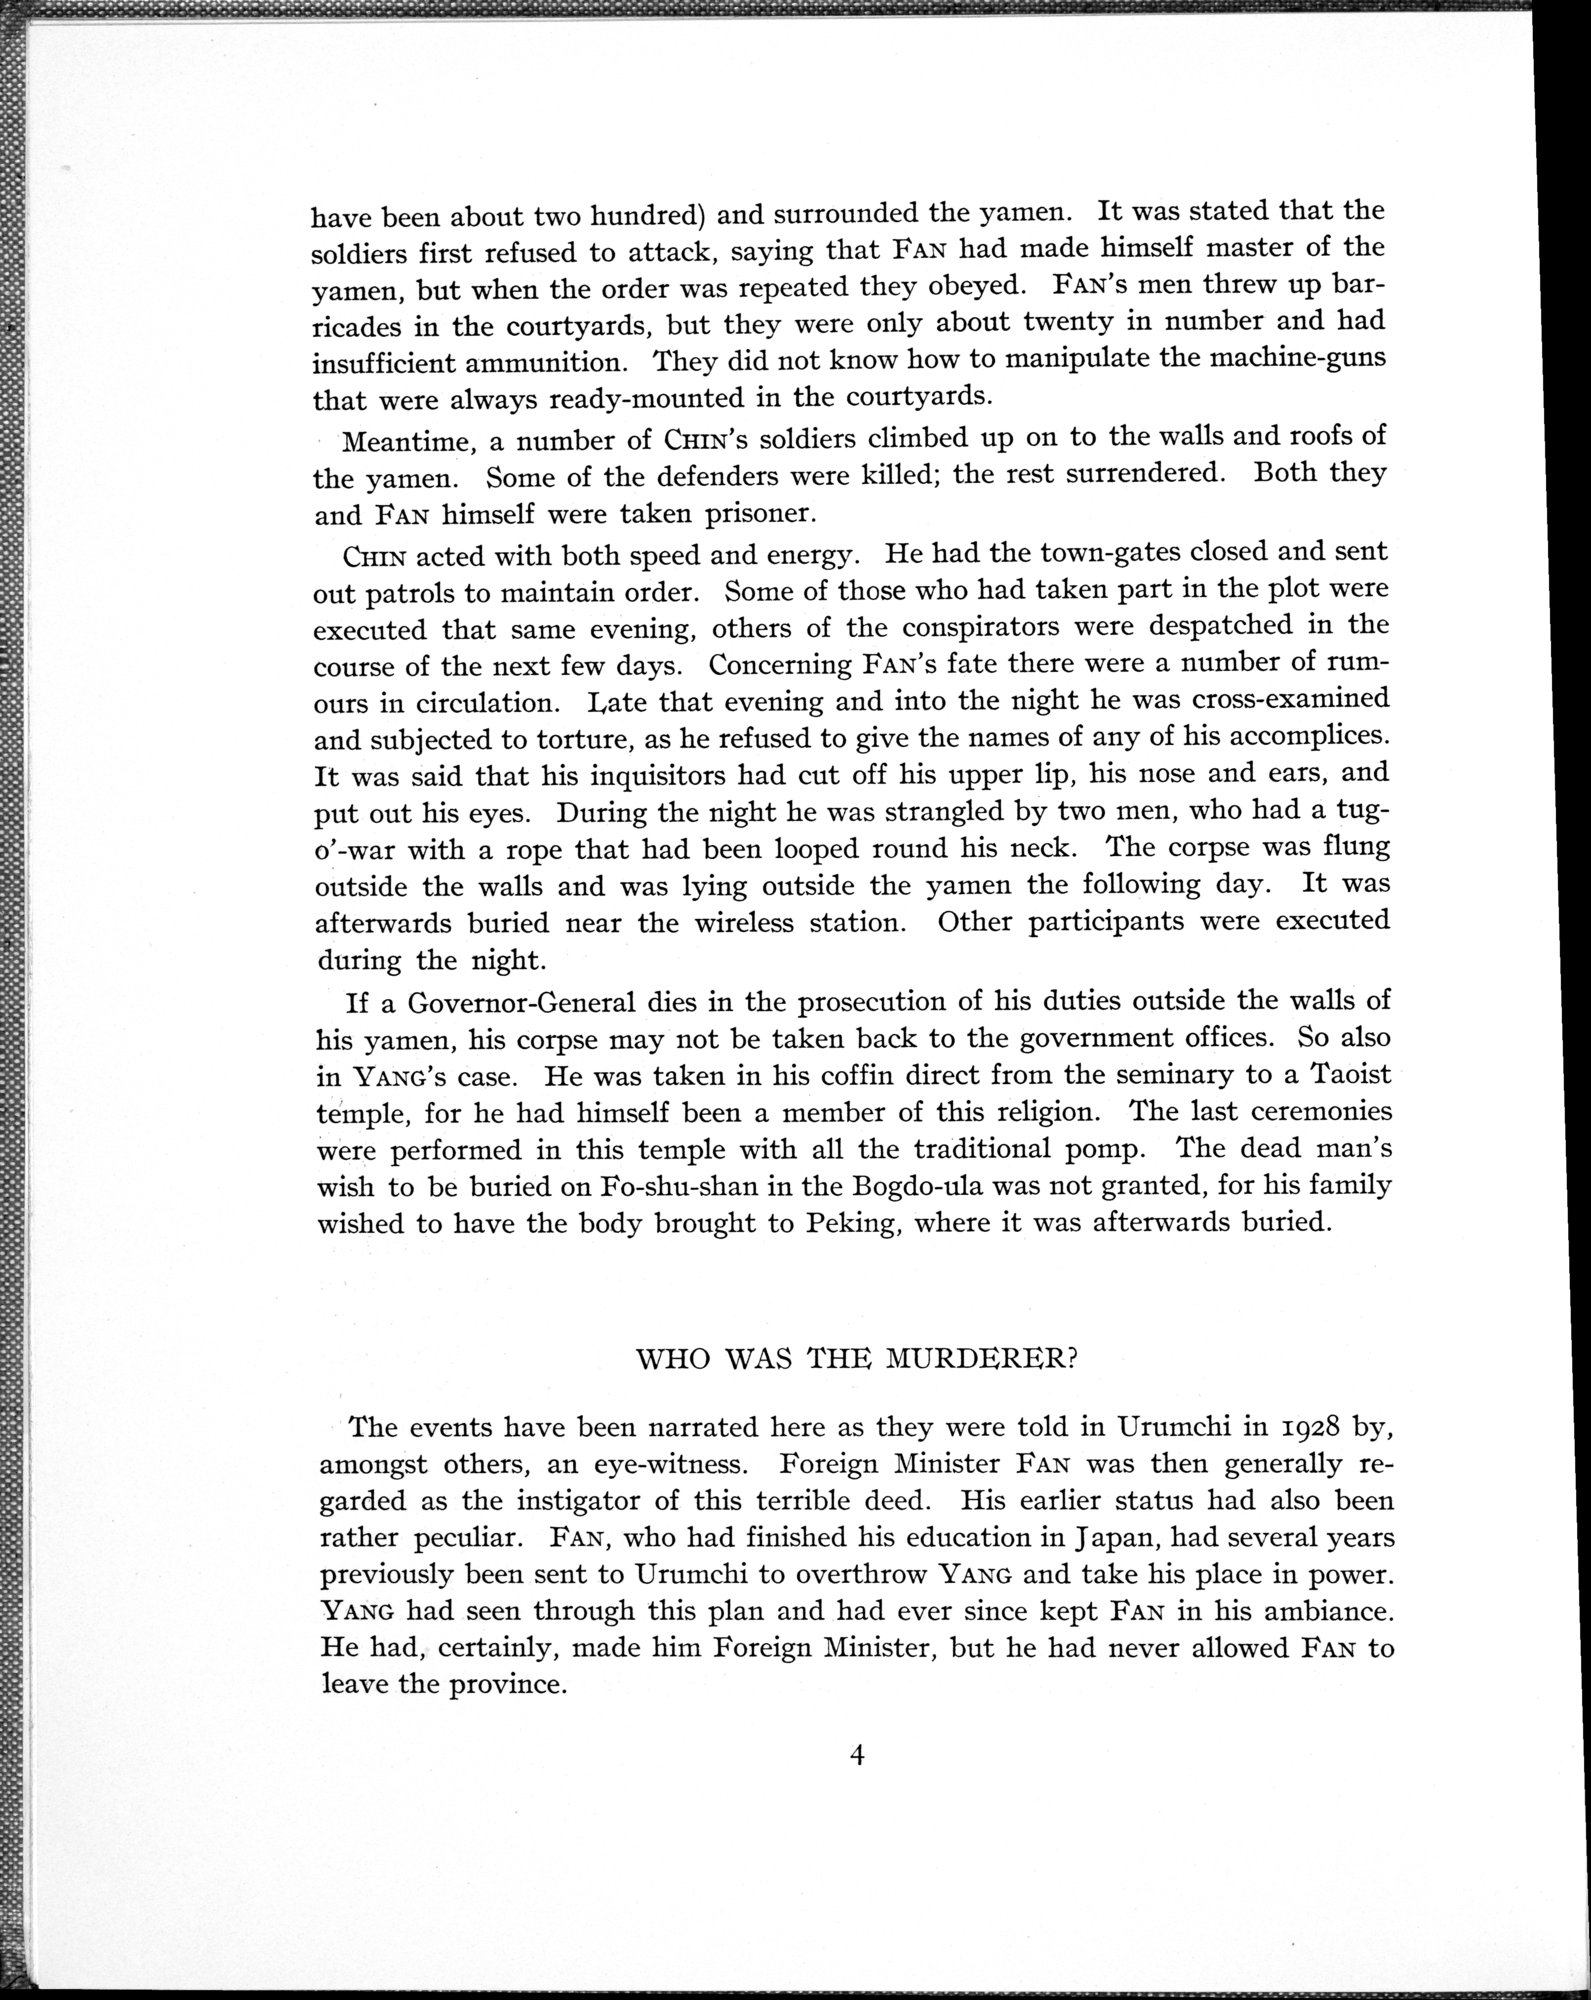 have been about two hundred) and surrounded the yamen. It was stated that the
soldiers first refused to attack, saying that FAN had made himself master of the
yamen, but when the order was repeated they obeyed. FAN's men threw up bar-
ricades in the courtyards, but they were only about twenty in number and had
insufficient ammunition. They did not know how to manipulate the machine-guns
that were always ready-mounted in the courtyards.
Meantime, a number of CHIN's soldiers climbed up on to the walls and roofs of
the yamen. Some of the defenders were killed; the rest surrendered. Both they
and FAN himself were taken prisoner.
CHIN acted with both speed and energy. He had the town-gates closed and sent
out patrols to maintain order. Some of those who had taken part in the plot were
executed that same evening, others of the conspirators were despatched in the
course of the next few days. Concerning FAN's fate there were a number of rum-
ours in circulation. Late that evening and into the night he was cross-examined
and subjected to torture, as he refused to give the names of any of his accomplices.
It was said that his inquisitors had cut off his upper lip, his nose and ears, and
put out his eyes. During the night he was strangled by two men, who had a tug-
o'-war with a rope that had been looped round his neck. The corpse was flung
outside the walls and was lying outside the yamen the following day. It was
afterwards buried near the wireless station. Other participants were executed
during the night.
If a Governor-General dies in the prosecution of his duties outside the walls of
his yamen, his corpse may not be taken back to the government offices. So also
in YANG's case. He was taken in his coffin direct from the seminary to a Taoist
temple, for he had himself been a member of this religion. The last ceremonies
were performed in this temple with all the traditional pomp. The dead man's
wish to be buried on Fo-shu-shan in the Bogdo-ula was not granted, for his family
wished to have the body brought to Peking, where it was afterwards buried.
WHO WAS THE MURDERER?
The events have been narrated here as they were told in Urumchi in 1928 by,
amongst others, an eye-witness. Foreign Minister FAN was then generally re-
garded as the instigator of this terrible deed. His earlier status had also been
rather peculiar. FAN, who had finished his education in Japan, had several years
previously been sent to Urumchi to overthrow YANG and take his place in power.
YANG had seen through this plan and had ever since kept FAN in his ambiance.
He had, certainly, made him Foreign Minister, but he had never allowed FAN to
leave the province.
4